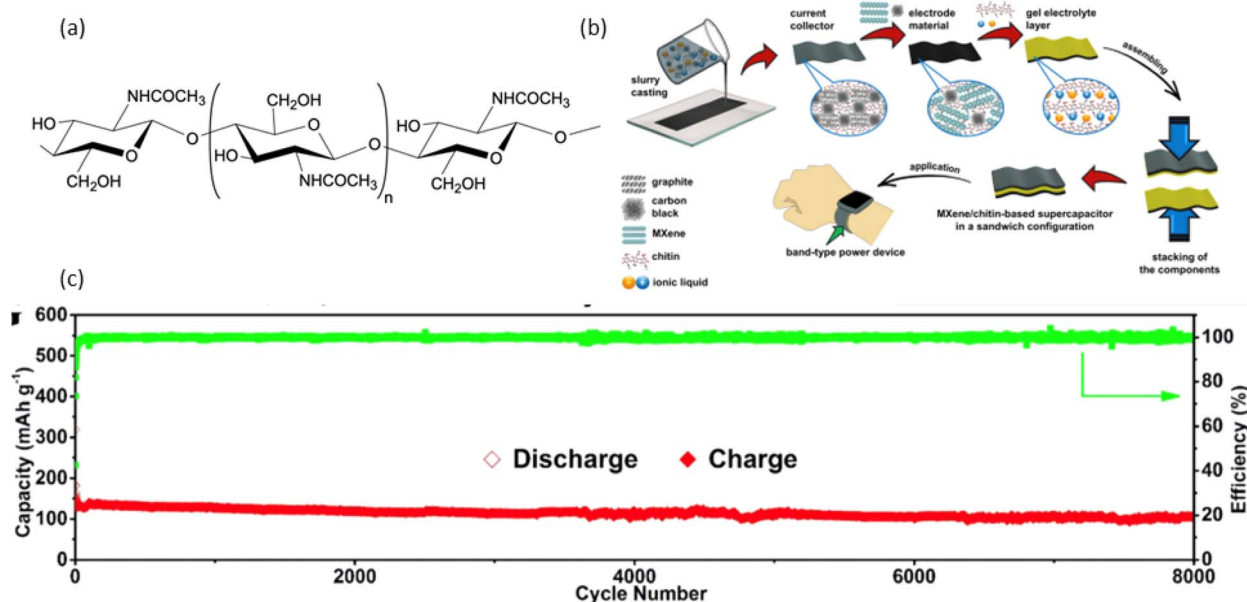 (a)
NHCOCH3
HO
O
O
CH2OH
CH2OH
O
HO
NHCOCH3
O
n
NHCOCH3
HO
O
O
CH2OH
(b)
slurry
casting
current
collector
electrode
material
gel electrolyte
layer
assembling
graphite
carbon
black
MXene
chitin
ionic liquid
application
band-type power device
MXene/chitin-based supercapacitor
in a sandwich configuration
stacking of
the components
(c)
Capacity (mAh g-1)
600
550
400
300
200
100
0
500
350
Discharge
Charge
Efficiency (%)
100
80
60
40
20
0
0
2000
4000
6000
8000
Cycle Number